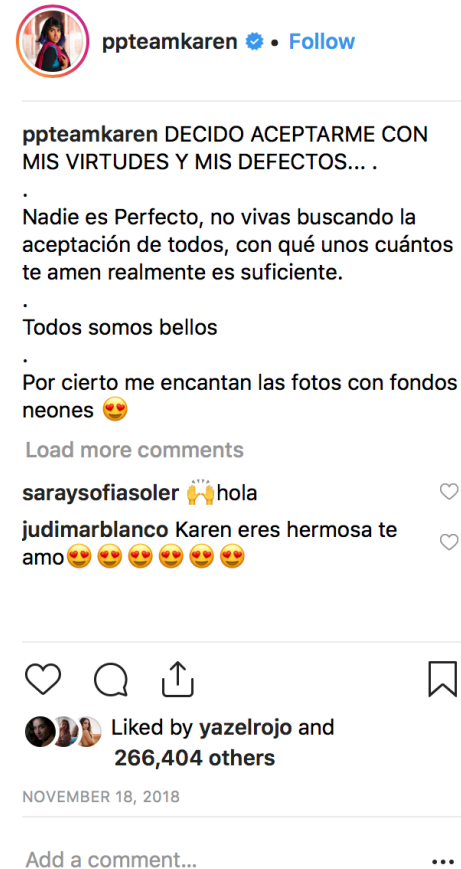 ppteamkaren • Follow
ppteamkaren DECIDO ACEPTARME CON
MIS VIRTUDES Y MIS DEFECTOS... .
.
Nadie es Perfecto, no vivas buscando la
aceptación de todos, con qué unos cuántos
te amen realmente es suficiente.
.
Todos somos bellos
.
Por cierto me encantan las fotos con fondos
neones 😍
Load more comments
saraysofiasoler 🙌hola
judimarblanco Karen eres hermosa te
amo😍😍😍😍😍😍
Liked by yazelrojo and
266,404 others
NOVEMBER 18, 2018
Add a comment...